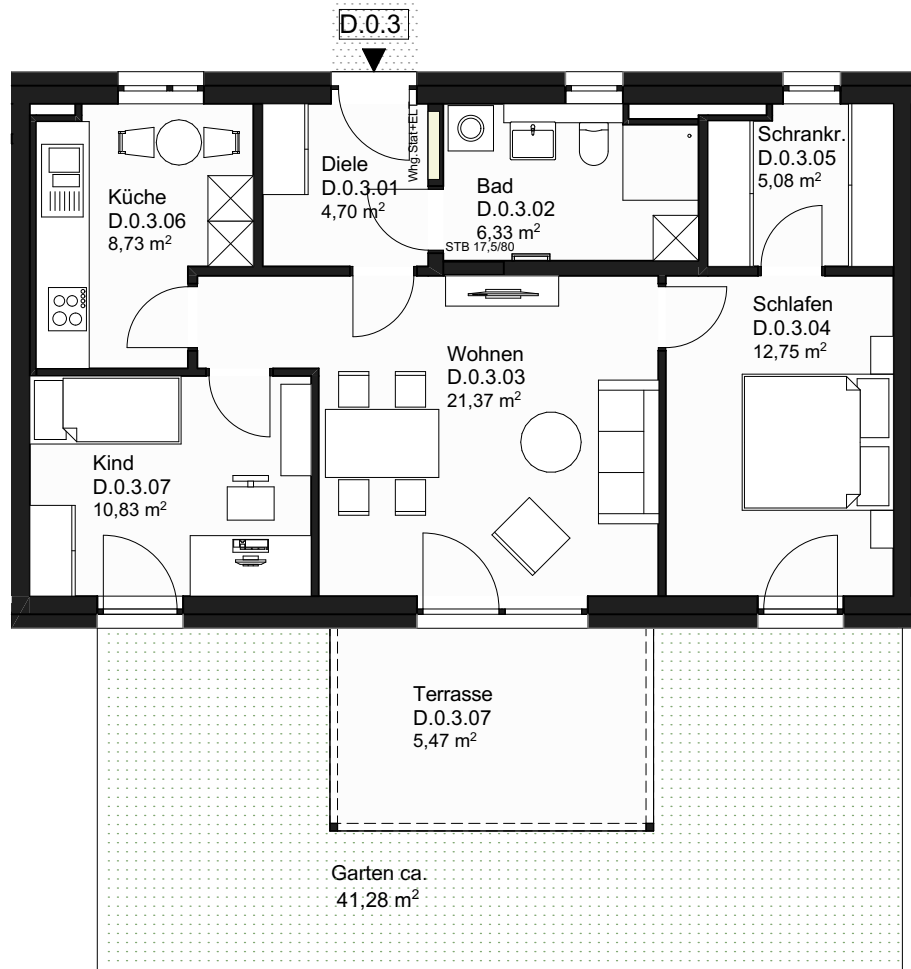 D.0.3
Whg.Stat+ELT
Schrankr.
D.0.3.05
5,08 m²
Diele
D.0.3.01
4,70 m²
Bad
D.0.3.02
6,33 m²
STB 17,5/80
Küche
D.0.3.06
8,73 m²
Schlafen
D.0.3.04
12,75 m²
Wohnen
D.0.3.03
21,37 m²
Kind
D.0.3.07
10,83 m²
Terrasse
D.0.3.07
5,47 m²
Garten ca.
41,28 m²